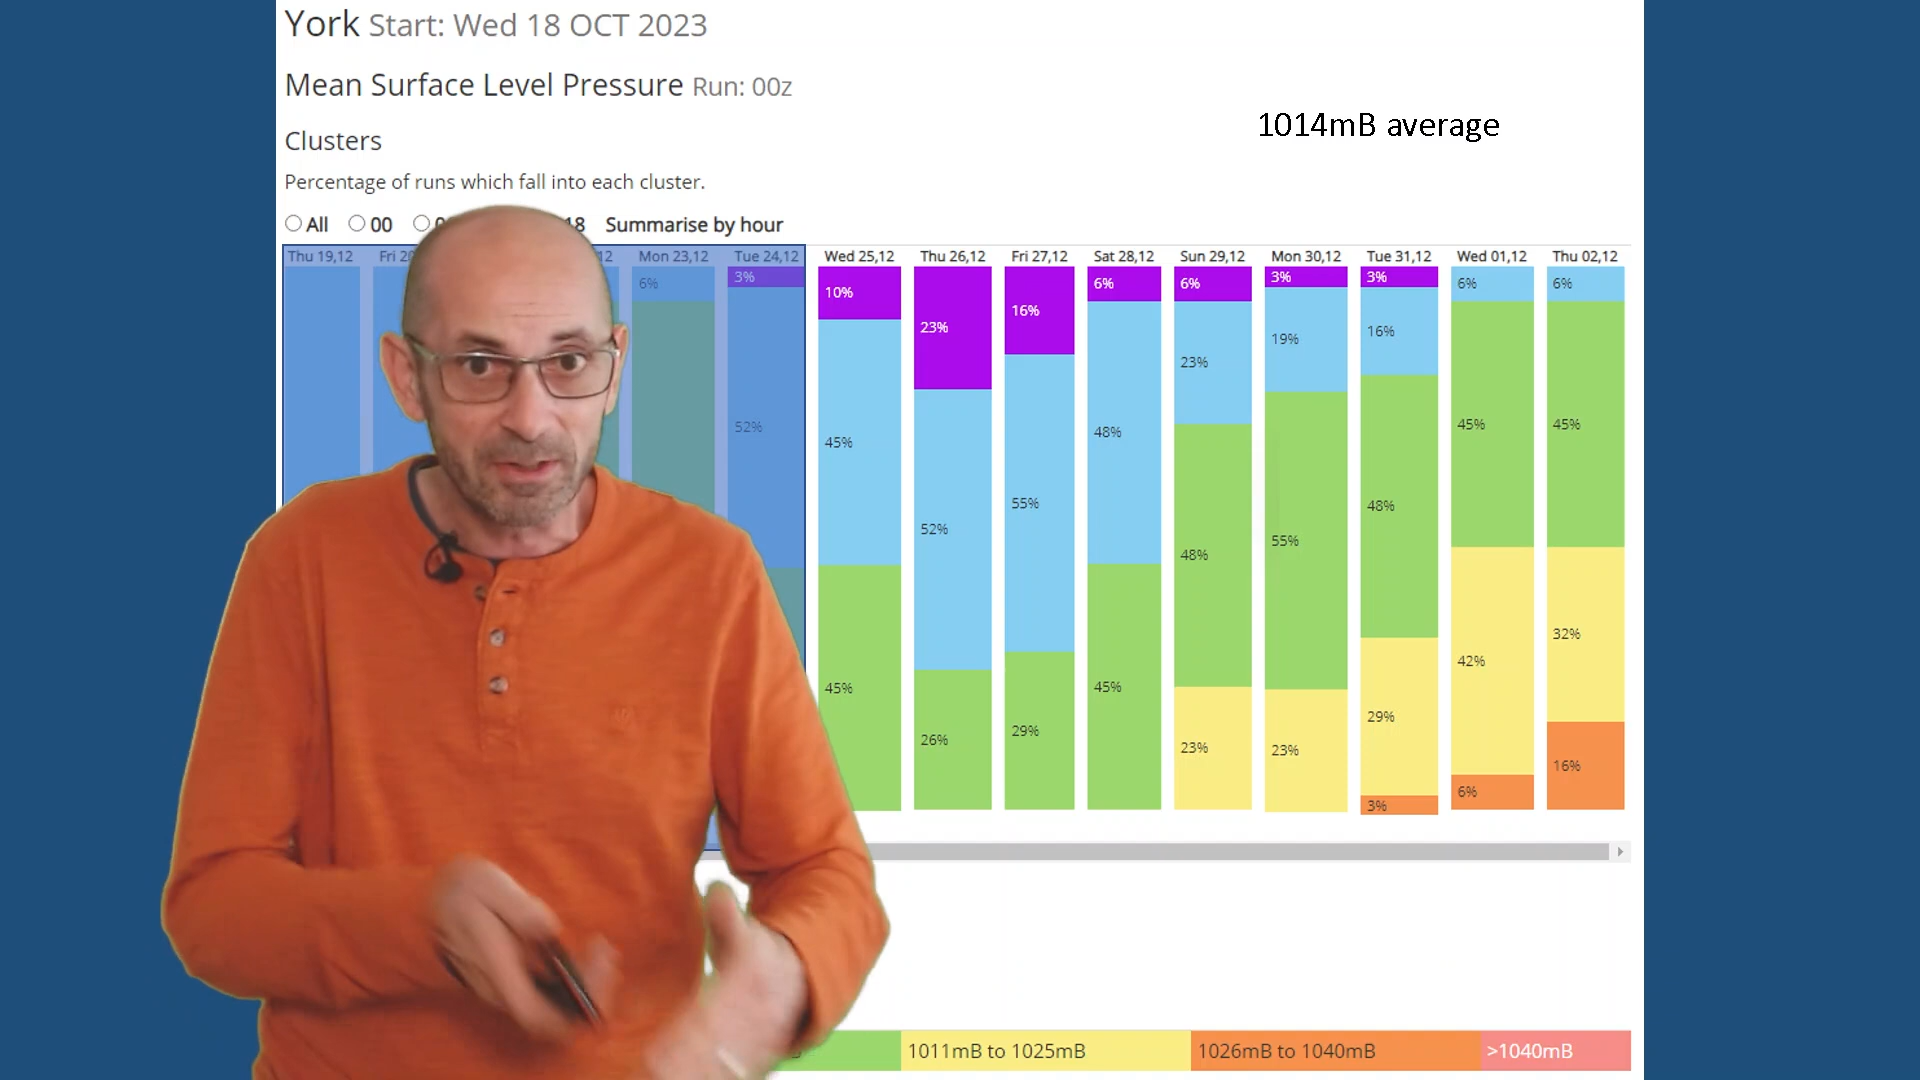 York Start: Wed 18 OCT 2023
Mean Surface Level Pressure Run: 00z
1014mB average
Clusters
Percentage of runs which fall into each cluster.
All 00 18 Summarise by hour
Thu 19,12 Fri 12 Mon 23,12 Tue 24,12 Wed 25,12 Thu 26,12 Fri 27,12 Sat 28,12 Sun 29,12 Mon 30,12 Tue 31,12 Wed 01,12 Thu 02,12
6% 3% 10% 23% 16% 6% 6% 3% 3% 6% 6%
52% 45% 52% 55% 48% 23% 19% 16% 45% 45%
45% 26% 29% 45% 48% 55% 48% 42% 32%
23% 23% 29% 6% 16%
3%
1011mB to 1025mB 1026mB to 1040mB >1040mB